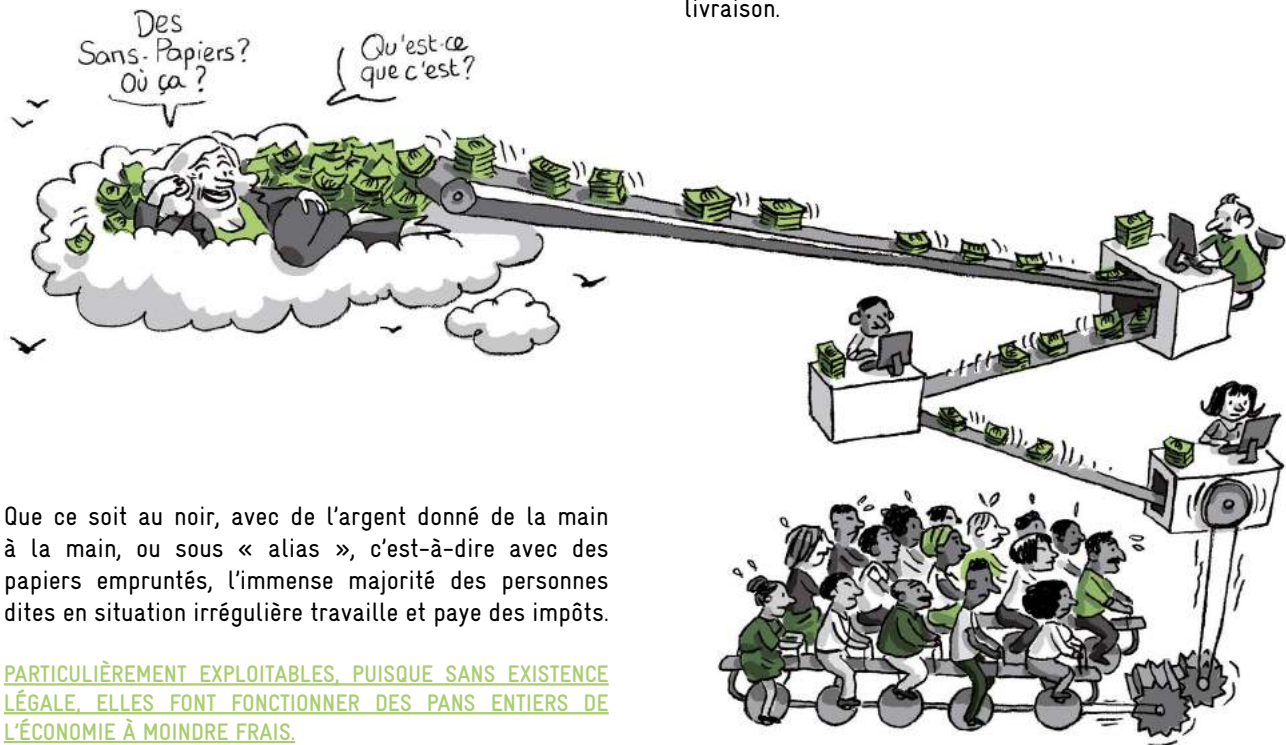 livraison.
Des
Sans-Papiers?
Où ça ?
Qu'est-ce
que c'est?
Que ce soit au noir, avec de l'argent donné de la main
à la main, ou sous « alias », c'est-à-dire avec des
papiers empruntés, l'immense majorité des personnes
dites en situation irrégulière travaille et paye des impôts.
PARTICULIÈREMENT EXPLOITABLES, PUISQUE SANS EXISTENCE
LÉGALE, ELLES FONT FONCTIONNER DES PANS ENTIERS DE
L'ÉCONOMIE À MOINDRE FRAIS.